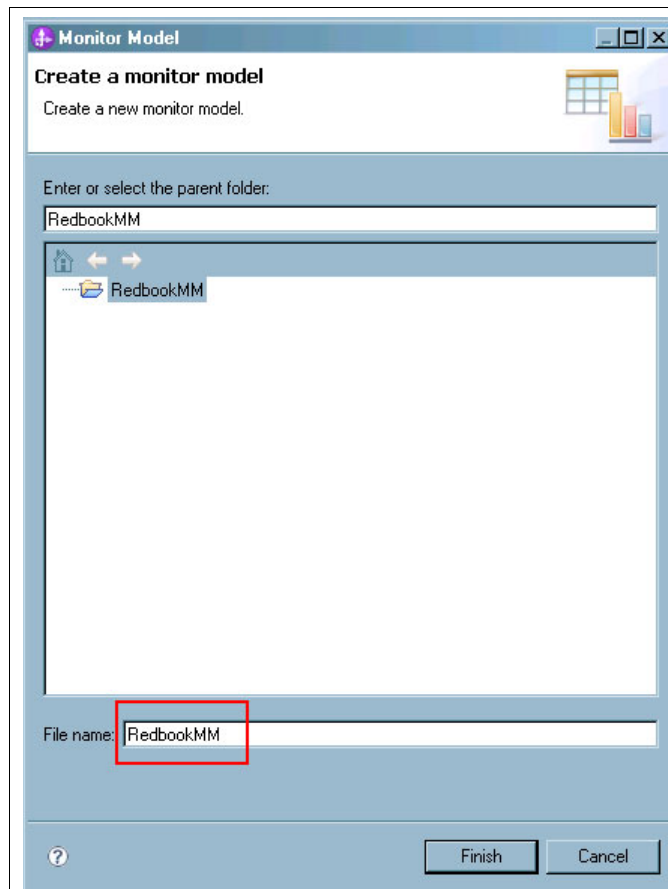 Monitor Model
Create a monitor model
Create a new monitor model.
Enter or select the parent folder:
RedbookMM
RedbookMM
File name: RedbookMM
Finish Cancel